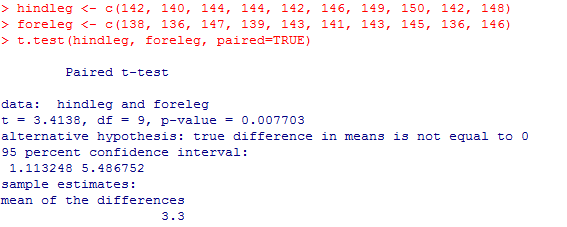 > hindleg <- c(142, 140, 144, 144, 142, 146, 149, 150, 142, 148)
> foreleg <- c(138, 136, 147, 139, 143, 141, 143, 145, 136, 146)
> t.test(hindleg, foreleg, paired=TRUE)
Paired t-test
data:  hindleg and foreleg
t = 3.4138, df = 9, p-value = 0.007703
alternative hypothesis: true difference in means is not equal to 0
95 percent confidence interval:
1.113248 5.486752
sample estimates:
mean of the differences
3.3